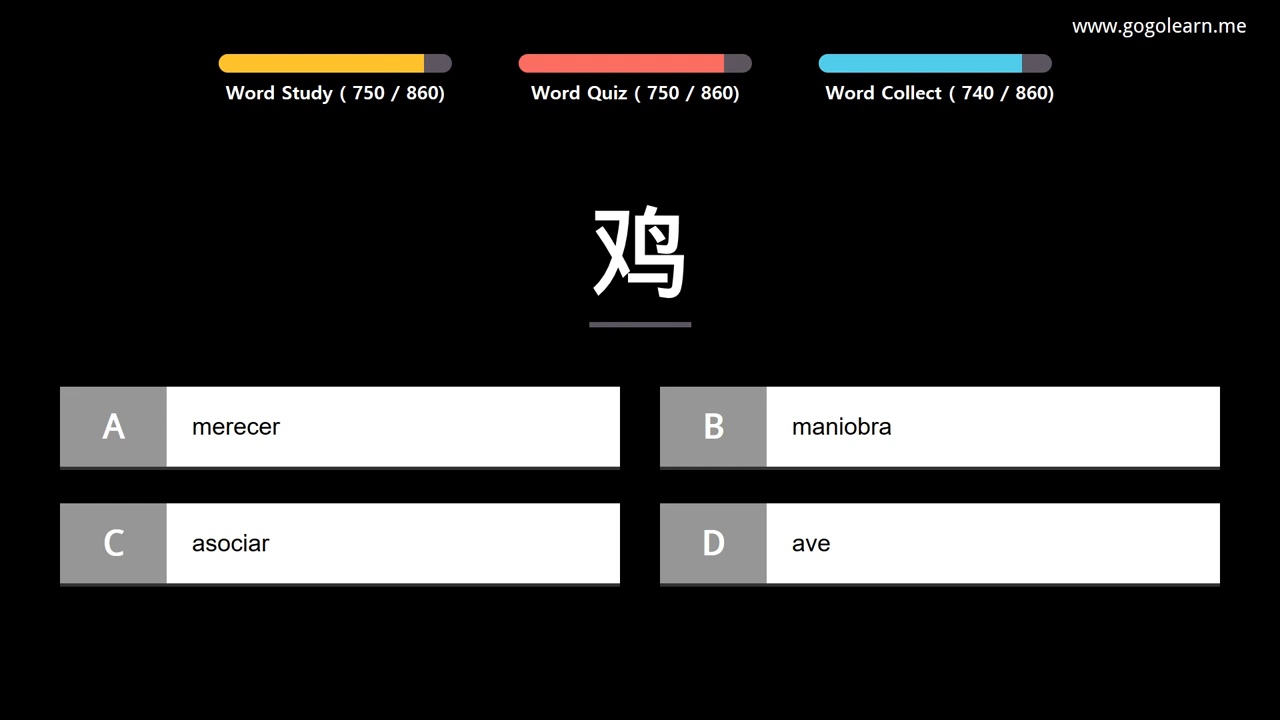 www.gogolearn.me
Word Study ( 750 / 860)
Word Quiz ( 750 / 860)
Word Collect ( 740 / 860)
鸡
A merecer
B maniobra
C asociar
D ave